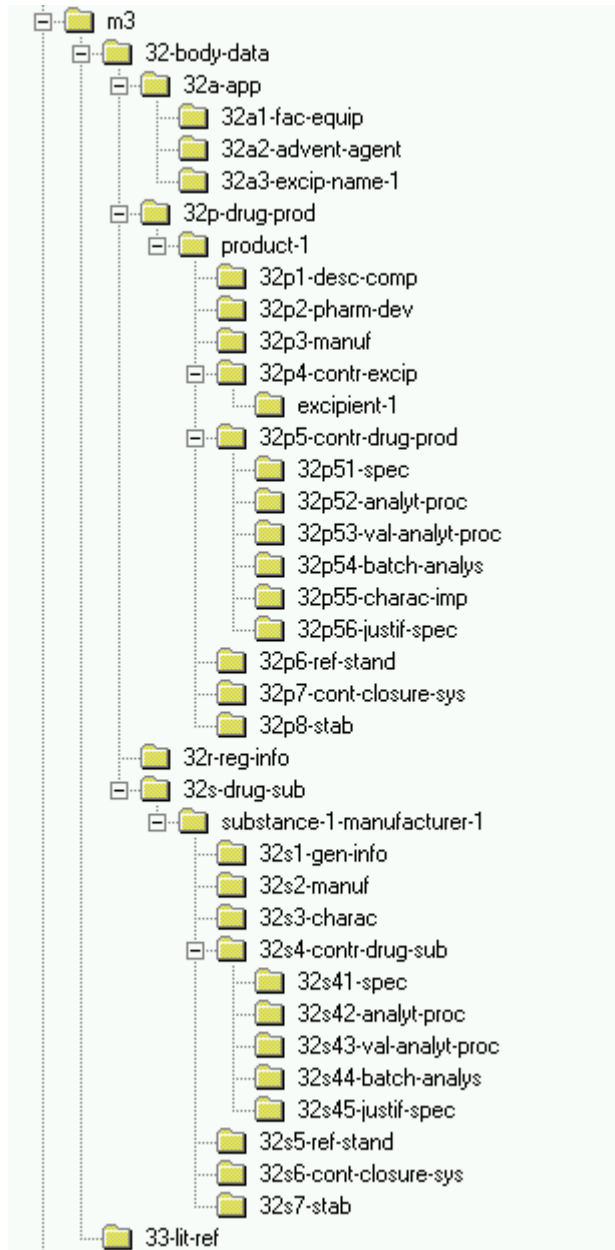 m3
32-body-data
32a-app
32a1-fac-equip
32a2-advent-agent
32a3-excip-name-1
32p-drug-prod
product-1
32p1-desc-comp
32p2-pharm-dev
32p3-manuf
32p4-contr-excip
excipient-1
32p5-contr-drug-prod
32p51-spec
32p52-analyt-proc
32p53-val-analyt-proc
32p54-batch-analys
32p55-charac-imp
32p56-justif-spec
32p6-ref-stand
32p7-cont-closure-sys
32p8-stab
32r-reg-info
32s-drug-sub
substance-1-manufacturer-1
32s1-gen-info
32s2-manuf
32s3-charac
32s4-contr-drug-sub
32s41-spec
32s42-analyt-proc
32s43-val-analyt-proc
32s44-batch-analys
32s45-justif-spec
32s5-ref-stand
32s6-cont-closure-sys
32s7-stab
33-lit-ref